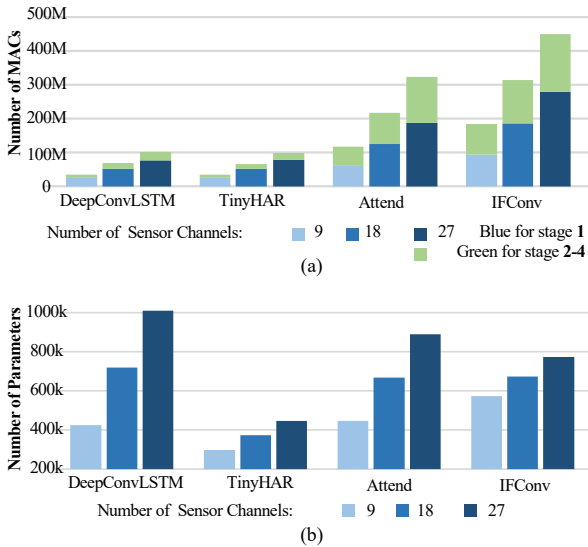 500M
400M
300M
200M
100M
0
Number of MACs
DeepConvLSTM TinyHAR Attend IFConv
Number of Sensor Channels: 9 18 27 Blue for stage 1
Green for stage 2-4
(a)
1000k
800k
600k
400k
200k
Number of Parameters
DeepConvLSTM TinyHAR Attend IFConv
Number of Sensor Channels: 9 18 27
(b)